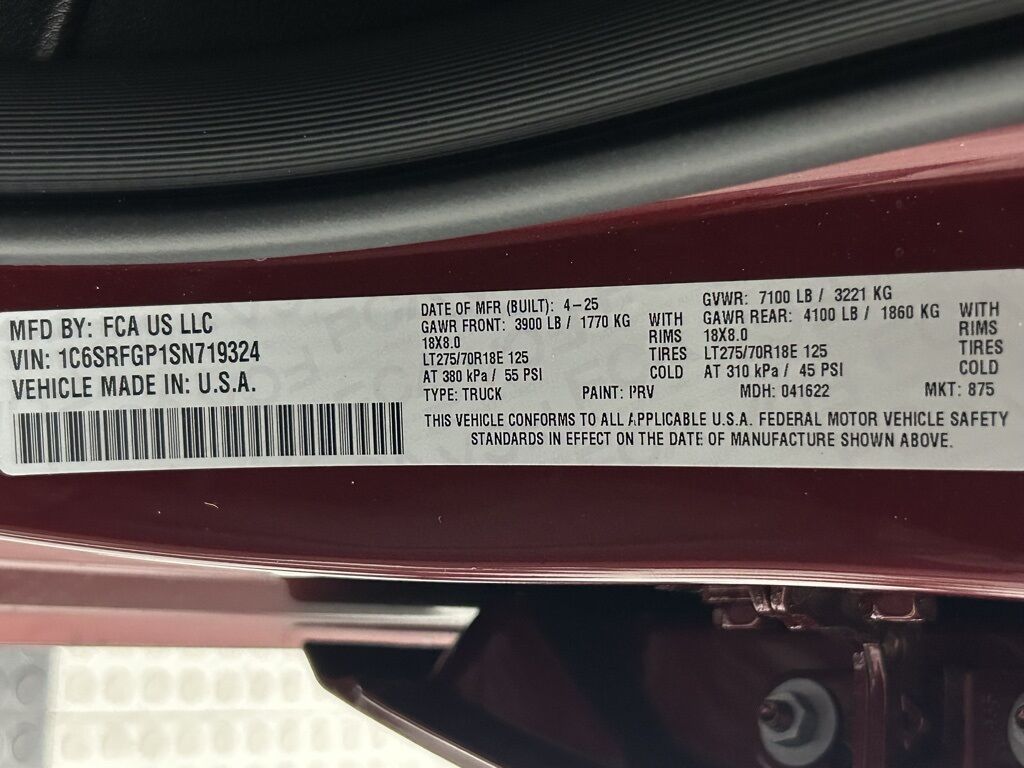 MFD BY: FCA US LLC
VIN: 1C6SRFGP1SN719324
VEHICLE MADE IN: U.S.A.
DATE OF MFR (BUILT): 4-25
GAWR FRONT: 3900 LB / 1770 KG WITH
18X8.0 RIMS
LT275/70R18E 125 TIRES
AT 380 kPa / 55 PSI COLD
GVWR: 7100 LB / 3221 KG
GAWR REAR: 4100 LB / 1860 KG WITH
18X8.0 RIMS
LT275/70R18E 125 TIRES
AT 310 kPa / 45 PSI COLD
TYPE: TRUCK PAINT: PRV MDH: 041622 MKT: 875
THIS VEHICLE CONFORMS TO ALL APPLICABLE U.S.A. FEDERAL MOTOR VEHICLE SAFETY
STANDARDS IN EFFECT ON THE DATE OF MANUFACTURE SHOWN ABOVE.